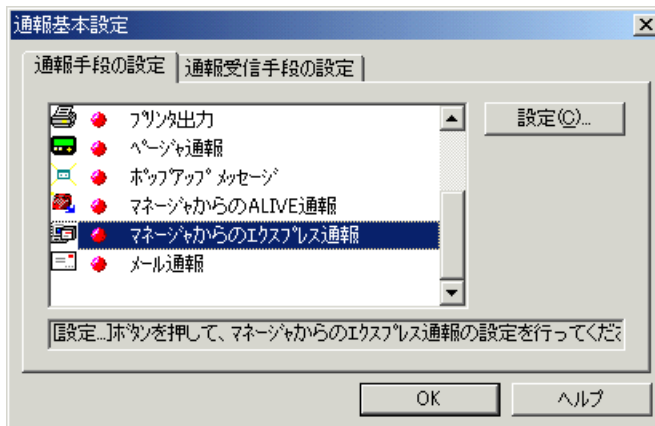 通報基本設定
通報手段の設定
通報受信手段の設定
プリンタ出力
ページャ通報
ポップアップ メッセージ
マネージャからのALIVE通報
マネージャからのエクスプレス通報
メール通報
設定(C)...
[設定...]ボタンを押して、マネージャからのエクスプレス通報の設定を行ってくだ
OK
ヘルプ